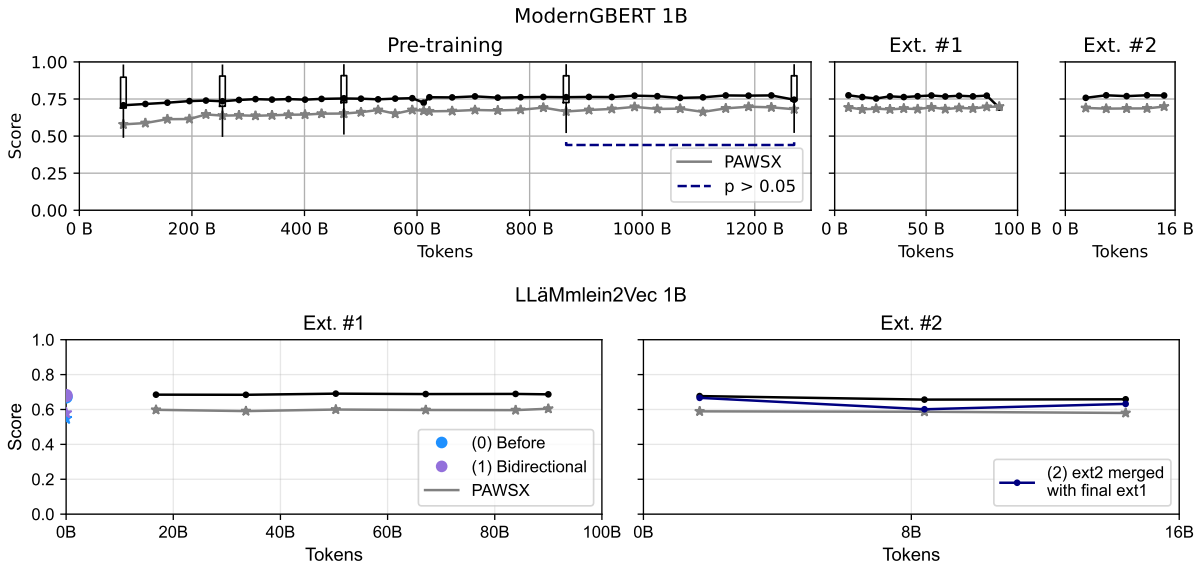 ModernGBERT 1B
Pre-training
Ext. #1
Ext. #2
Score
1.00
0.75
0.50
0.25
0.00
PAWSX
p > 0.05
0 B
200 B
400 B
600 B
800 B
1000 B
1200 B
0 B
50 B
100 B
0 B
16 B
Tokens
Tokens
Tokens
LLäMmlein2Vec 1B
Ext. #1
Ext. #2
Score
1.0
0.8
0.6
0.4
0.2
0.0
(0) Before
(1) Bidirectional
PAWSX
(2) ext2 merged
with final ext1
0B
20B
40B
60B
80B
100B
0B
8B
16B
Tokens
Tokens